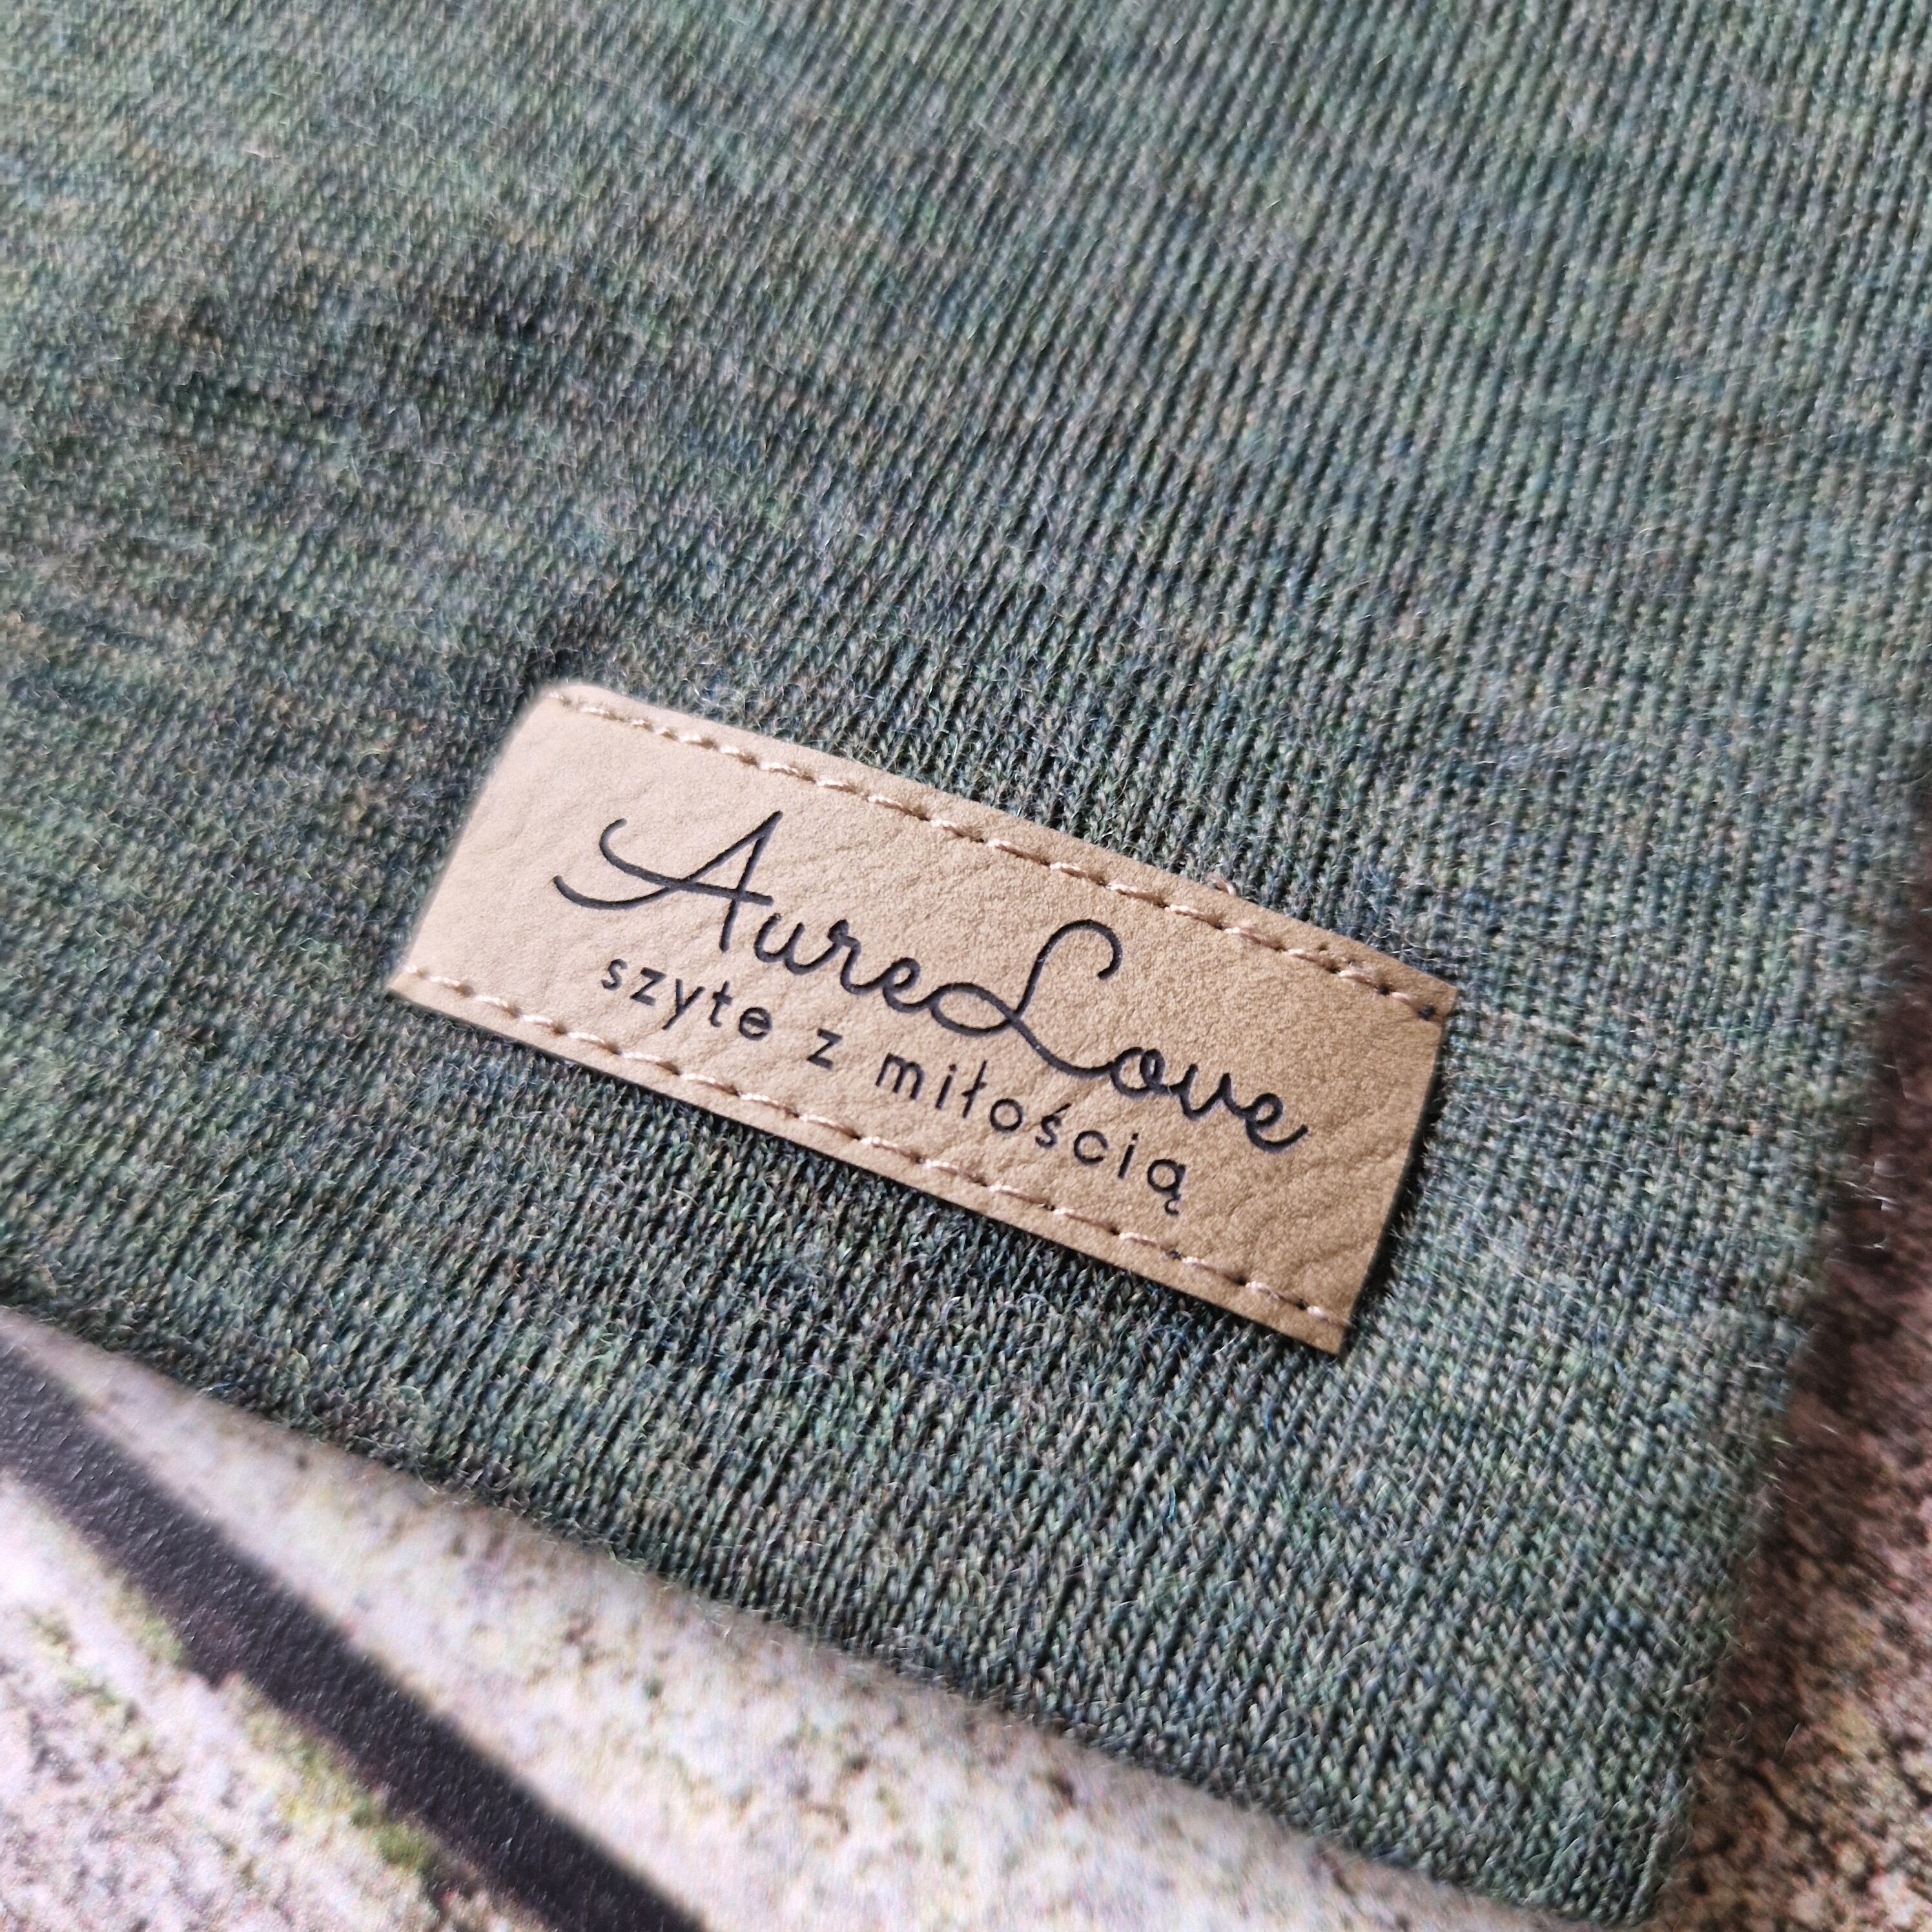 AureLove
szyte z miłością